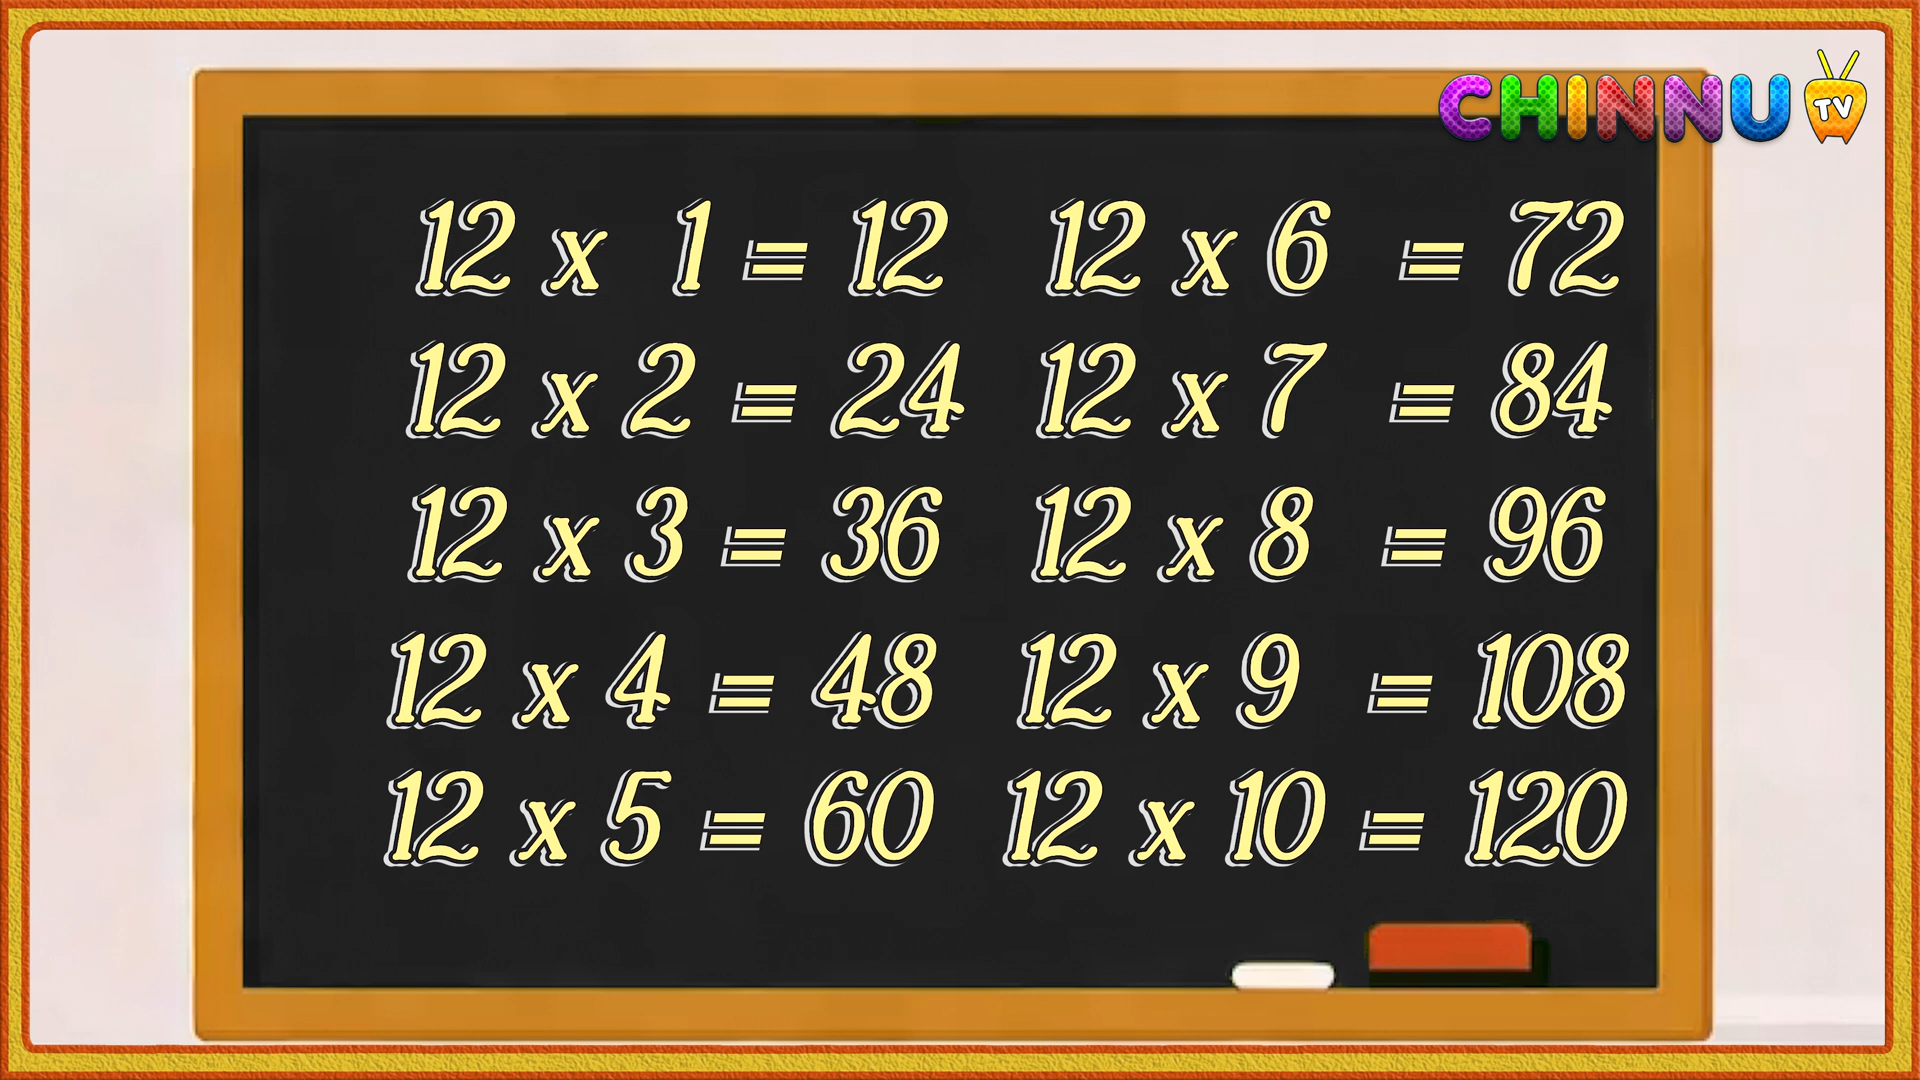 CHINNU TV
12 x 1 = 12
12 x 2 = 24
12 x 3 = 36
12 x 4 = 48
12 x 5 = 60
12 x 6 = 72
12 x 7 = 84
12 x 8 = 96
12 x 9 = 108
12 x 10 = 120